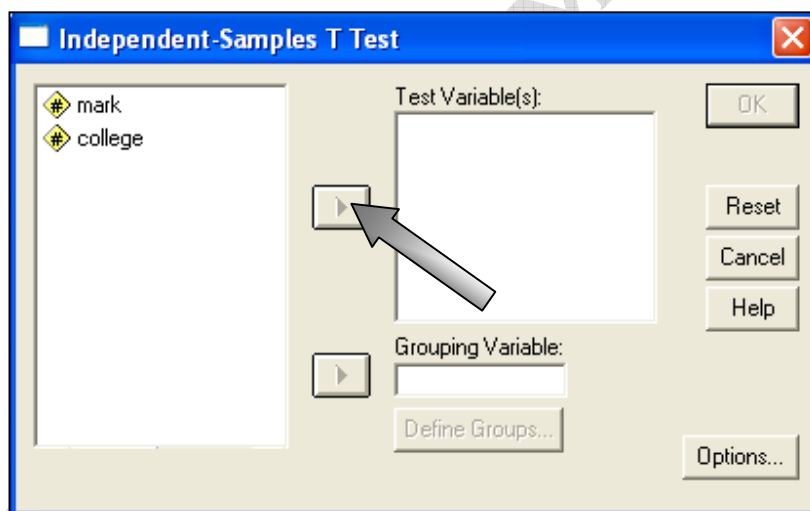 Independent-Samples T Test
mark
college
Test Variable(s):
OK
Reset
Cancel
Help
Grouping Variable:
Define Groups...
Options...